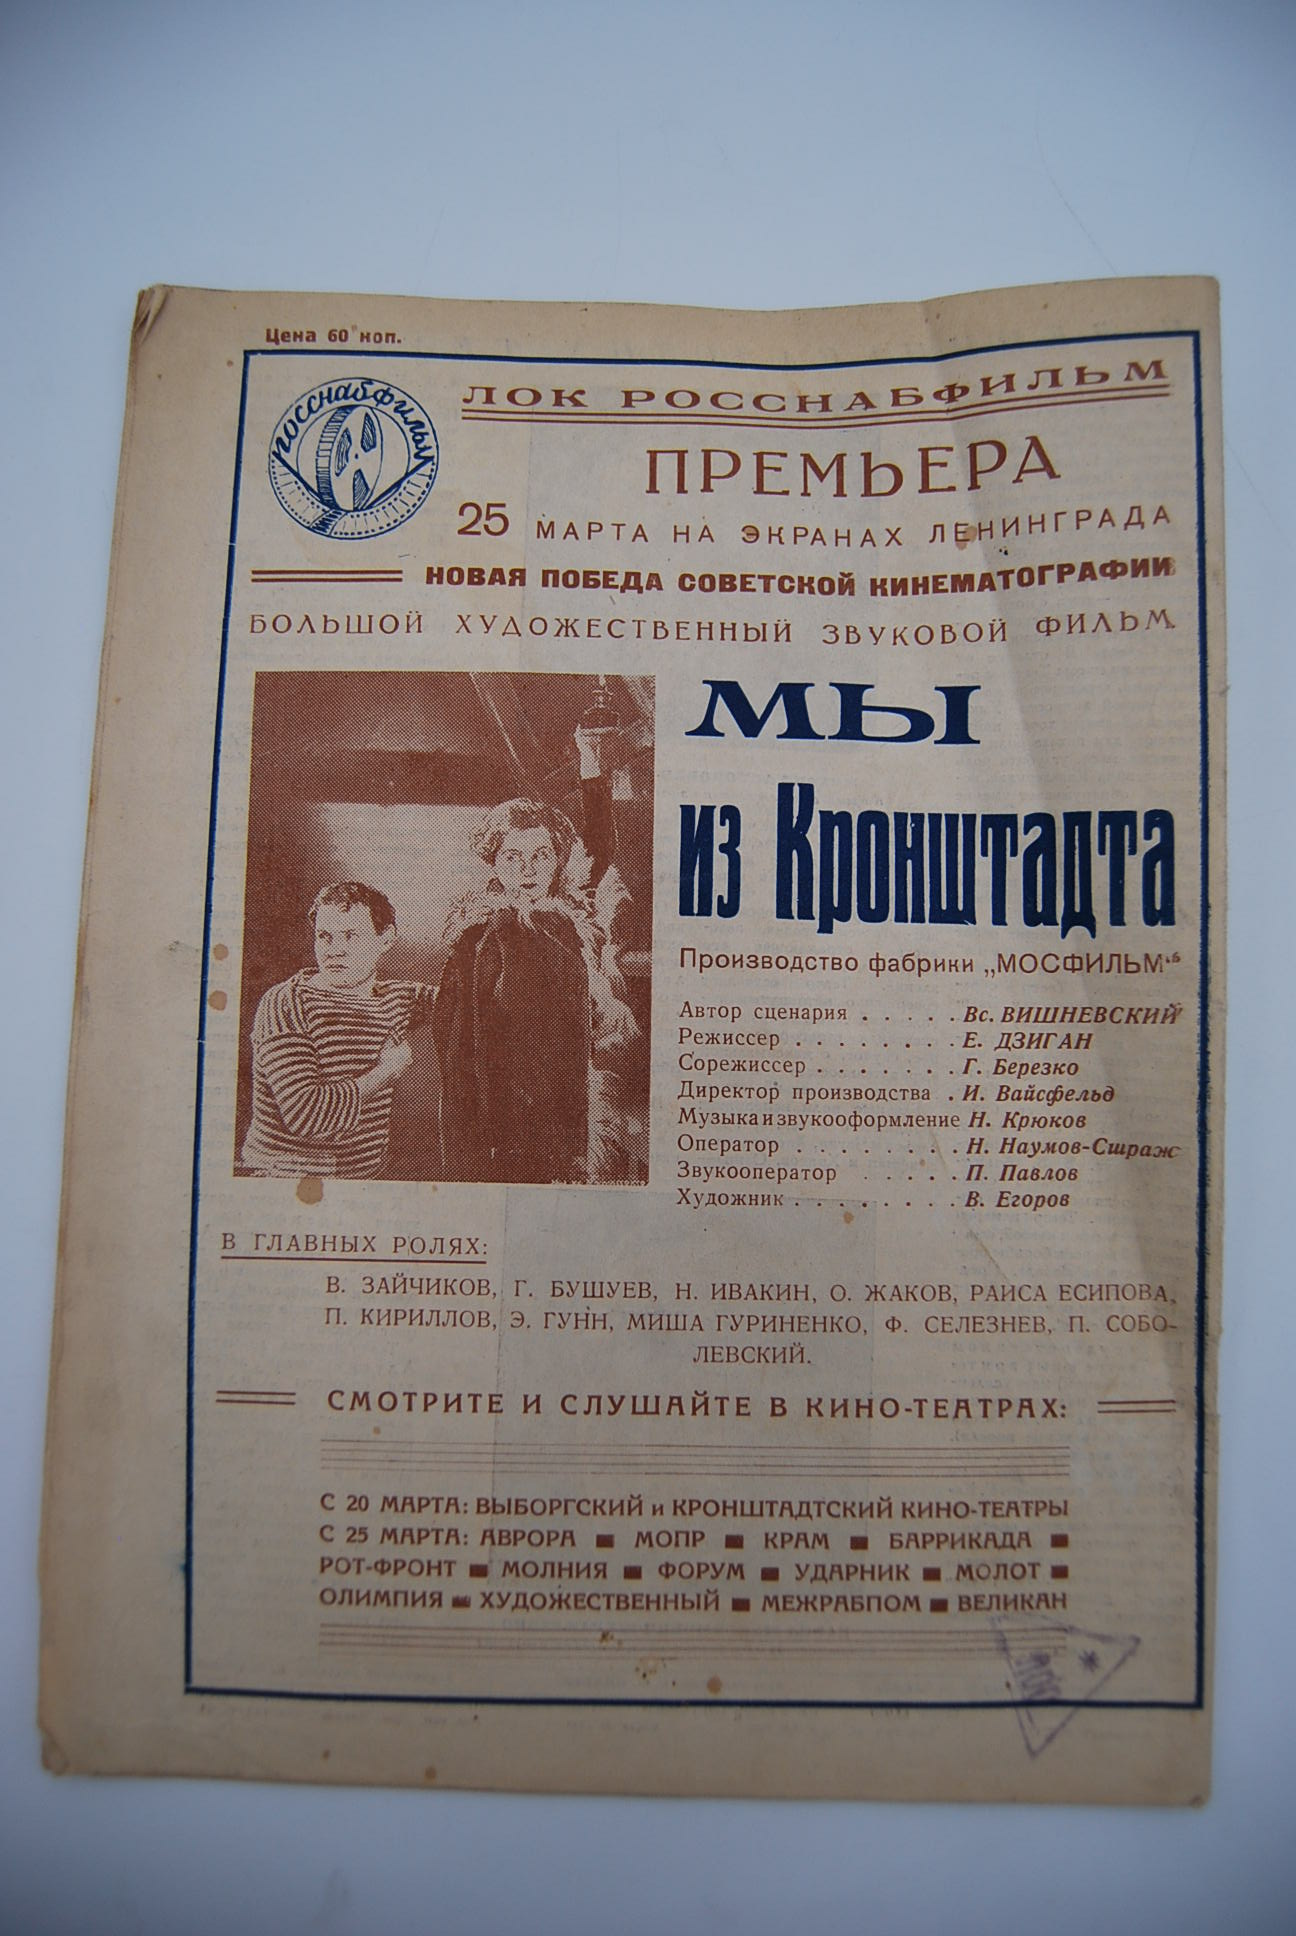 Цена 60 коп.
росснабфильм
ЛОК РОССНАБФИЛЬМ
ПРЕМЬЕРА
25 МАРТА НА ЭКРАНАХ ЛЕНИНГРАДА
НОВАЯ ПОБЕДА СОВЕТСКОЙ КИНЕМАТОГРАФИИ
БОЛЬШОЙ ХУДОЖЕСТВЕННЫЙ ЗВУКОВОЙ ФИЛЬМ
МЫ
из Кронштадта
Производство фабрики „МОСФИЛЬМ“
Автор сценария . . . . . Вс. ВИШНЕВСКИЙ
Режиссер . . . . . . . . Е. ДЗИГАН
Сорежиссер . . . . . . . Г. Березко
Директор производства . И. Вайсфельд
Музыка и звукооформление Н. Крюков
Оператор . . . . . . . . Н. Наумов-Страж
Звукооператор . . . . . П. Павлов
Художник . . . . . . . . В. Егоров
В ГЛАВНЫХ РОЛЯХ:
В. ЗАЙЧИКОВ, Г. БУШУЕВ, Н. ИВАКИН, О. ЖАКОВ, РАИСА ЕСИПОВА,
П. КИРИЛЛОВ, Э. ГУНН, МИША ГУРИНЕНКО, Ф. СЕЛЕЗНЕВ, П. СОБО-
ЛЕВСКИЙ.
СМОТРИТЕ И СЛУШАЙТЕ В КИНО-ТЕАТРАХ:
С 20 МАРТА: ВЫБОРГСКИЙ и КРОНШТАДТСКИЙ КИНО-ТЕАТРЫ
С 25 МАРТА: АВРОРА ■ МОПР ■ КРАМ ■ БАРРИКАДА ■
РОТ-ФРОНТ ■ МОЛНИЯ ■ ФОРУМ ■ УДАРНИК ■ МОЛОТ ■
ОЛИМПИЯ ■ ХУДОЖЕСТВЕННЫЙ ■ МЕЖРАБПОМ ■ ВЕЛИКАН